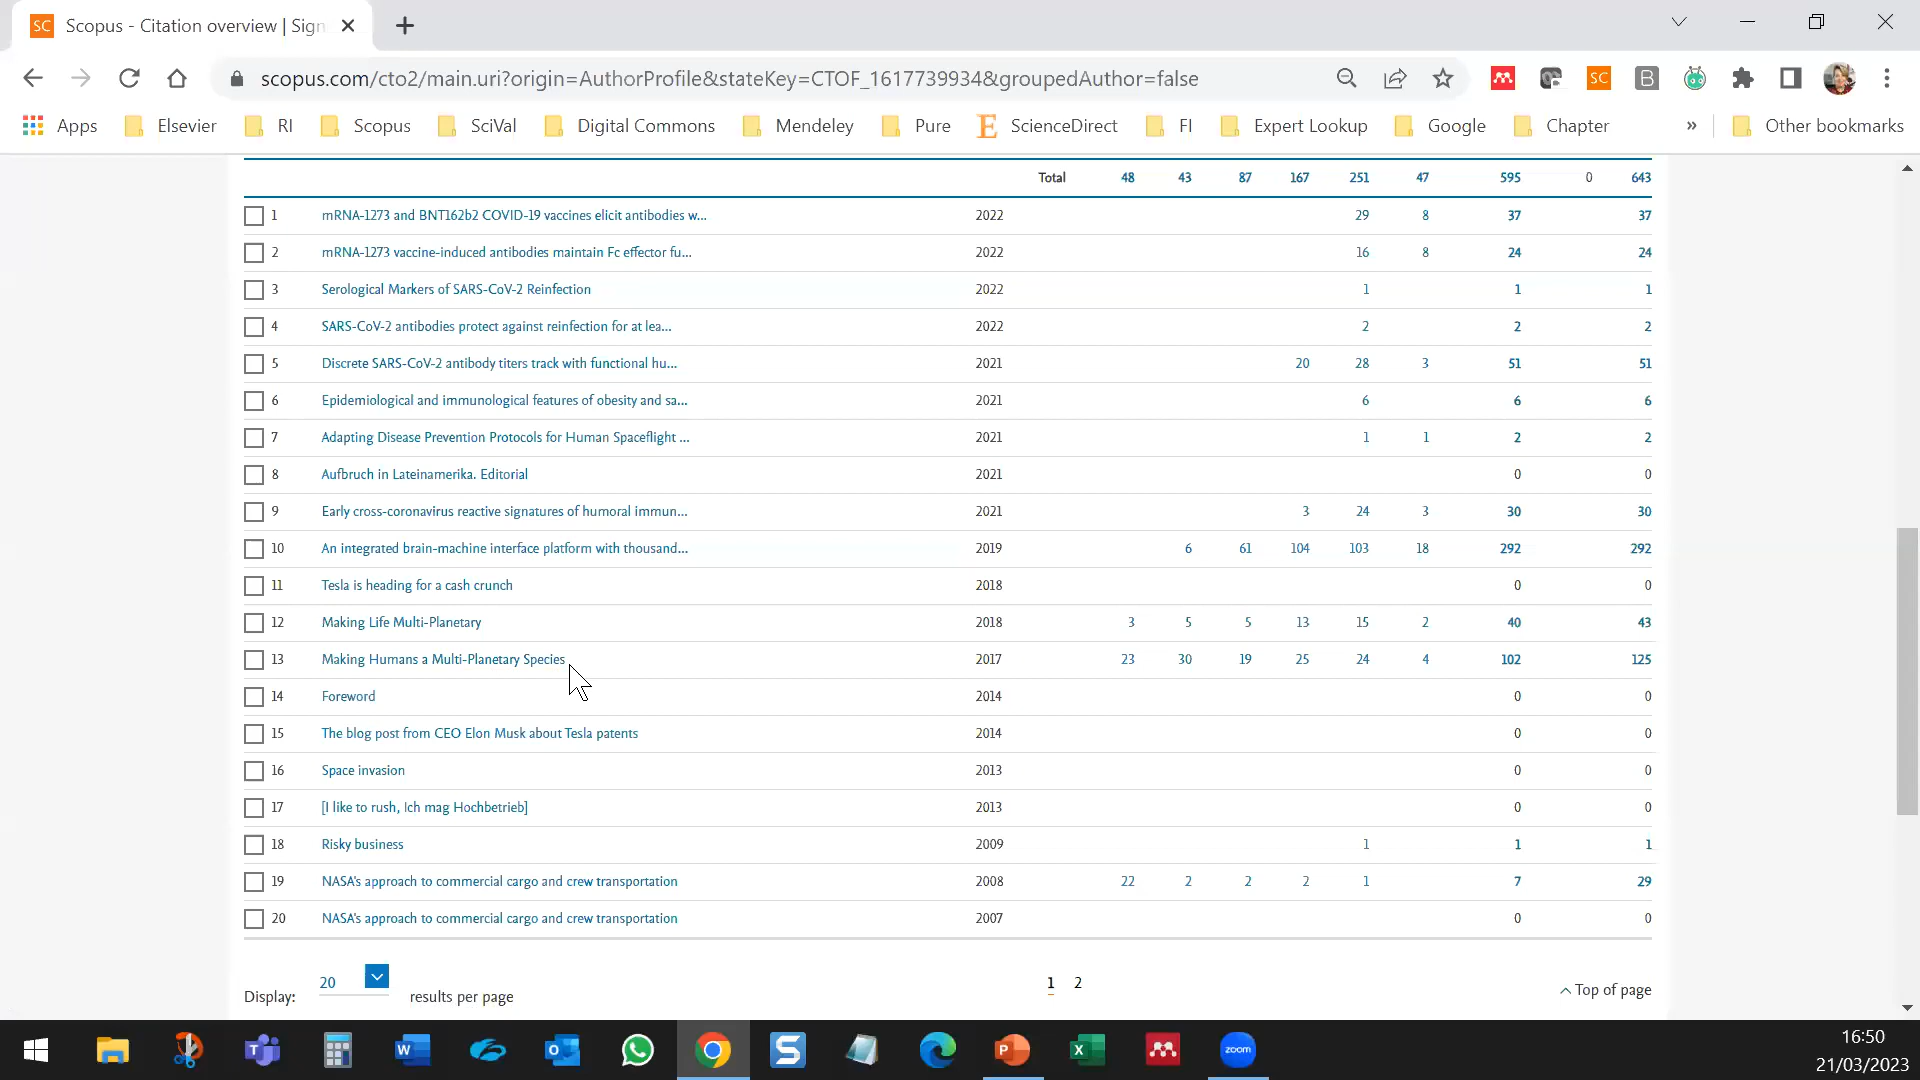 SC Scopus - Citation overview | Sign
scopus.com/cto2/main.uri?origin=AuthorProfile&stateKey=CTOF_1617739934&groupedAuthor=false SC B
Apps Elsevier RI Scopus SciVal Digital Commons Mendeley Pure E ScienceDirect FI Expert Lookup Google Chapter » Other bookmarks
Total 48 43 87 167 251 47 595 0 643
1 mRNA-1273 and BNT162b2 COVID-19 vaccines elicit antibodies w... 2022 29 8 37 37
2 mRNA-1273 vaccine-induced antibodies maintain Fc effector fu... 2022 16 8 24 24
3 Serological Markers of SARS-CoV-2 Reinfection 2022 1 1 1
4 SARS-CoV-2 antibodies protect against reinfection for at lea... 2022 2 2 2
5 Discrete SARS-CoV-2 antibody titers track with functional hu... 2021 20 28 3 51 51
6 Epidemiological and immunological features of obesity and sa... 2021 6 6 6
7 Adapting Disease Prevention Protocols for Human Spaceflight ... 2021 1 1 2 2
8 Aufbruch in Lateinamerika. Editorial 2021 0 0
9 Early cross-coronavirus reactive signatures of humoral immun... 2021 3 24 3 30 30
10 An integrated brain-machine interface platform with thousand... 2019 6 61 104 103 18 292 292
11 Tesla is heading for a cash crunch 2018 0 0
12 Making Life Multi-Planetary 2018 3 5 5 13 15 2 40 43
13 Making Humans a Multi-Planetary Species 2017 23 30 19 25 24 4 102 125
14 Foreword 2014 0 0
15 The blog post from CEO Elon Musk about Tesla patents 2014 0 0
16 Space invasion 2013 0 0
17 [I like to rush, Ich mag Hochbetrieb] 2013 0 0
18 Risky business 2009 1 1 1
19 NASA's approach to commercial cargo and crew transportation 2008 22 2 2 2 1 7 29
20 NASA's approach to commercial cargo and crew transportation 2007 0 0
Display: 20 results per page 1 2 Top of page
zoom
16:50
21/03/2023